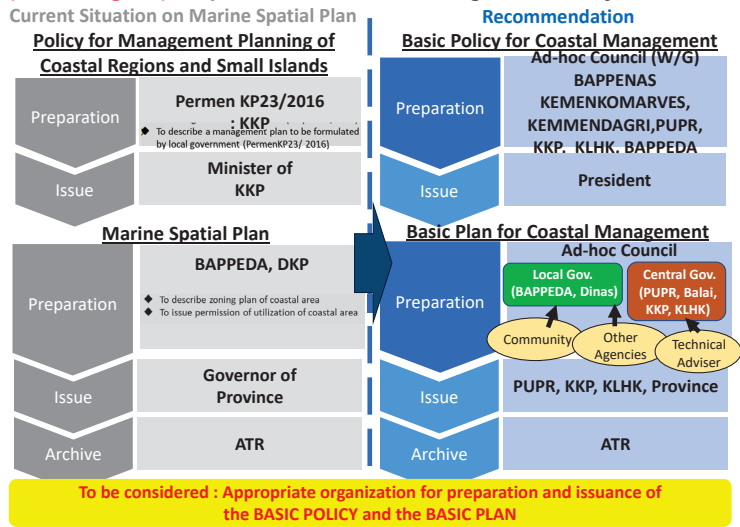 Current Situation on Marine Spatial Plan
Policy for Management Planning of
Coastal Regions and Small Islands
Preparation
Permen KP23/2016
: KKP
◆ To describe a management plan to be formulated
by local government (PermenKP23/ 2016)
Issue
Minister of
KKP
Marine Spatial Plan
Preparation
BAPPEDA, DKP
◆ To describe zoning plan of coastal area
◆ To issue permission of utilization of coastal area
Issue
Governor of
Province
Archive
ATR
Recommendation
Basic Policy for Coastal Management
Preparation
Ad-hoc Council (W/G)
BAPPENAS
KEMENKOMARVES,
KEMMENDAGRI,PUPR,
KKP, KLHK, BAPPEDA
Issue
President
Basic Plan for Coastal Management
Preparation
Ad-hoc Council
Local Gov.
(BAPPEDA, Dinas)
Central Gov.
(PUPR, Balai,
KKP, KLHK)
Community
Other
Agencies
Technical
Adviser
Issue
PUPR, KKP, KLHK, Province
Archive
ATR
To be considered : Appropriate organization for preparation and issuance of
the BASIC POLICY and the BASIC PLAN